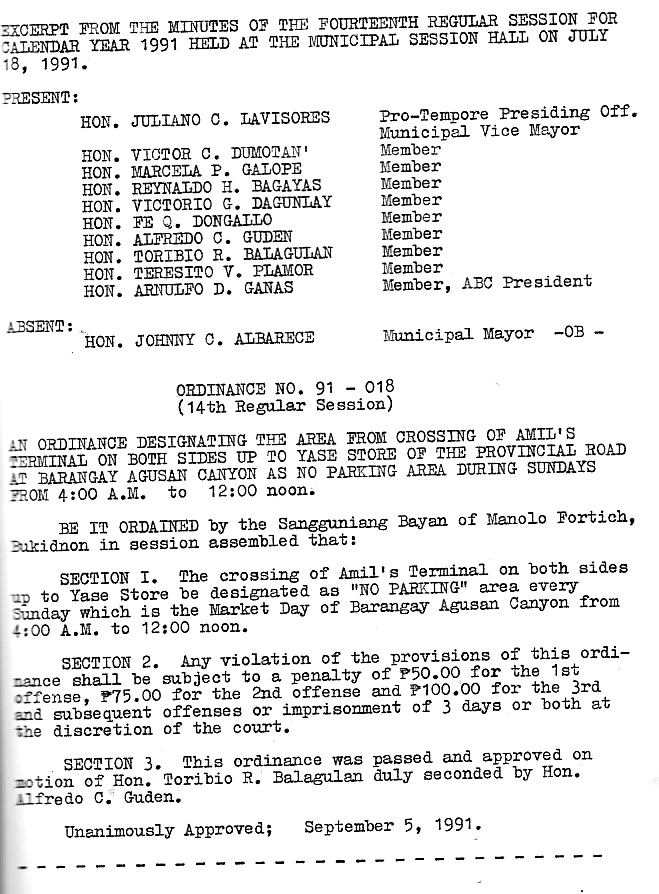 EXCERPT FROM THE MINUTES OF THE FOURTEENTH REGULAR SESSION FOR
CALENDAR YEAR 1991 HELD AT THE MUNICIPAL SESSION HALL ON JULY
18, 1991.
PRESENT:
HON. JULIANO C. LAVISORES Pro-Tempore Presiding Off.
Municipal Vice Mayor
HON. VICTOR C. DUMOTAN' Member
HON. MARCELA P. GALOPE Member
HON. REYNALDO H. BAGAYAS Member
HON. VICTORIO G. DAGUNLAY Member
HON. FE Q. DONGALLO Member
HON. ALFREDO C. GUDEN Member
HON. TORIBIO R. BALAGULAN Member
HON. TERESITO V. PLAMOR Member
HON. ARNULFO D. GANAS Member, ABC President
ABSENT:
HON. JOHNNY C. ALBARECE Municipal Mayor -OB -
ORDINANCE NO. 91 - 018
(14th Regular Session)
AN ORDINANCE DESIGNATING THE AREA FROM CROSSING OF AMIL'S
TERMINAL ON BOTH SIDES UP TO YASE STORE OF THE PROVINCIAL ROAD
AT BARANGAY AGUSAN CANYON AS NO PARKING AREA DURING SUNDAYS
FROM 4:00 A.M. to 12:00 noon.
BE IT ORDAINED by the Sangguniang Bayan of Manolo Fortich,
Bukidnon in session assembled that:
SECTION I. The crossing of Amil's Terminal on both sides
up to Yase Store be designated as "NO PARKING" area every
Sunday which is the Market Day of Barangay Agusan Canyon from
4:00 A.M. to 12:00 noon.
SECTION 2. Any violation of the provisions of this ordi-
nance shall be subject to a penalty of ₱50.00 for the 1st
offense, ₱75.00 for the 2nd offense and ₱100.00 for the 3rd
and subsequent offenses or imprisonment of 3 days or both at
the discretion of the court.
SECTION 3. This ordinance was passed and approved on
motion of Hon. Toribio R. Balagulan duly seconded by Hon.
Alfredo C. Guden.
Unanimously Approved; September 5, 1991.